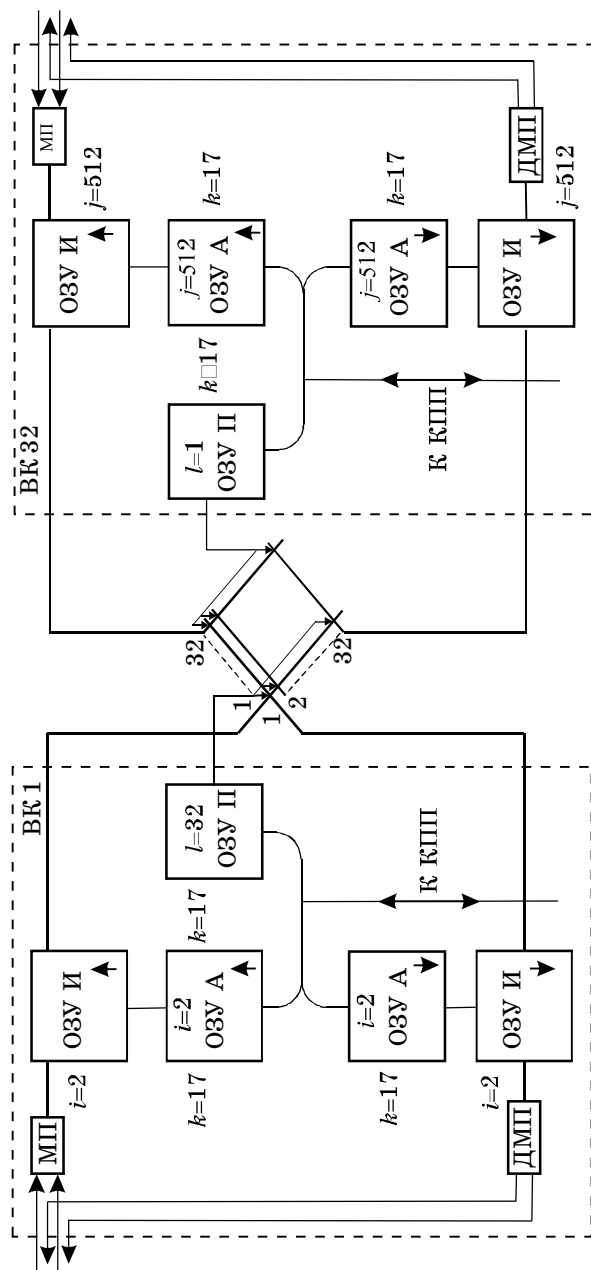 ВК 1
МП
i=2
ОЗУ И
i=2
ОЗУ А
k=17
l=32
ОЗУ П
k=17
К КПП
i=2
ОЗУ А
k=17
i=2
ОЗУ И
ДМП
32
1
1
2
32
ВК 32
МП
ОЗУ И
j=512
l=1
ОЗУ П
k□17
j=512
ОЗУ А
k=17
К КПП
j=512
ОЗУ А
k=17
ОЗУ И
ДМП
j=512